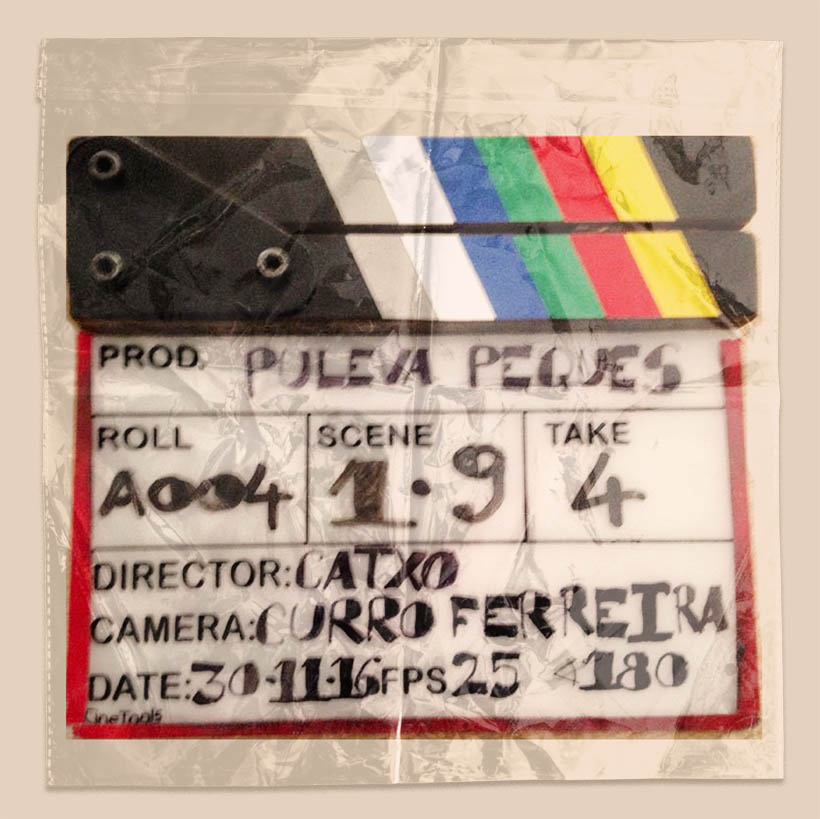 PROD. PULEVA PEQUES
ROLL SCENE TAKE
A004 1·9 4
DIRECTOR: CATXO
CAMERA: CURRO FERREIRA
DATE: 30·11·16 FPS 25 ∢180
CineTools